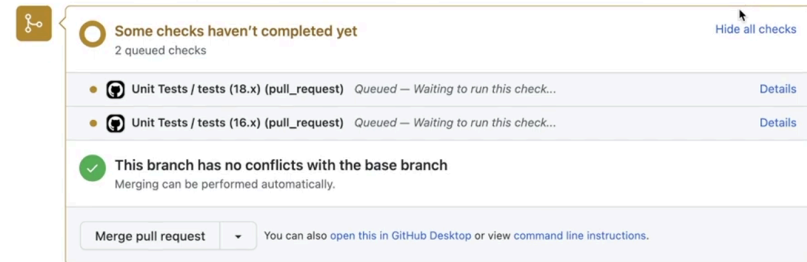 Some checks haven’t completed yet
Hide all checks
2 queued checks
Unit Tests / tests (18.x) (pull_request) Queued — Waiting to run this check... Details
Unit Tests / tests (16.x) (pull_request) Queued — Waiting to run this check... Details
This branch has no conflicts with the base branch
Merging can be performed automatically.
Merge pull request You can also open this in GitHub Desktop or view command line instructions.